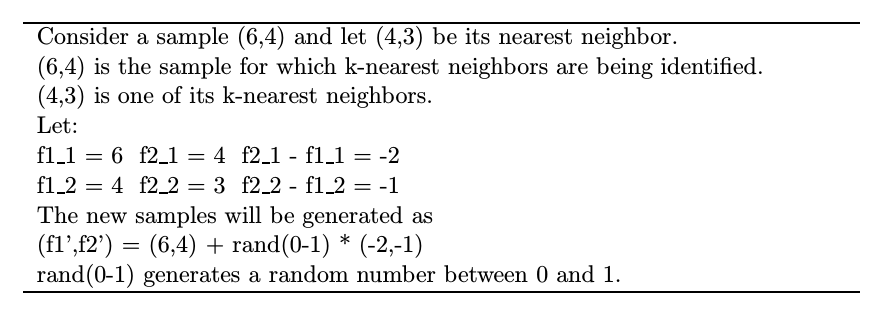 Consider a sample (6,4) and let (4,3) be its nearest neighbor.
(6,4) is the sample for which k-nearest neighbors are being identified.
(4,3) is one of its k-nearest neighbors.
Let:
f1_1 = 6 f2_1 = 4 f2_1 - f1_1 = -2
f1_2 = 4 f2_2 = 3 f2_2 - f1_2 = -1
The new samples will be generated as
(f1’,f2’) = (6,4) + rand(0-1) * (-2,-1)
rand(0-1) generates a random number between 0 and 1.